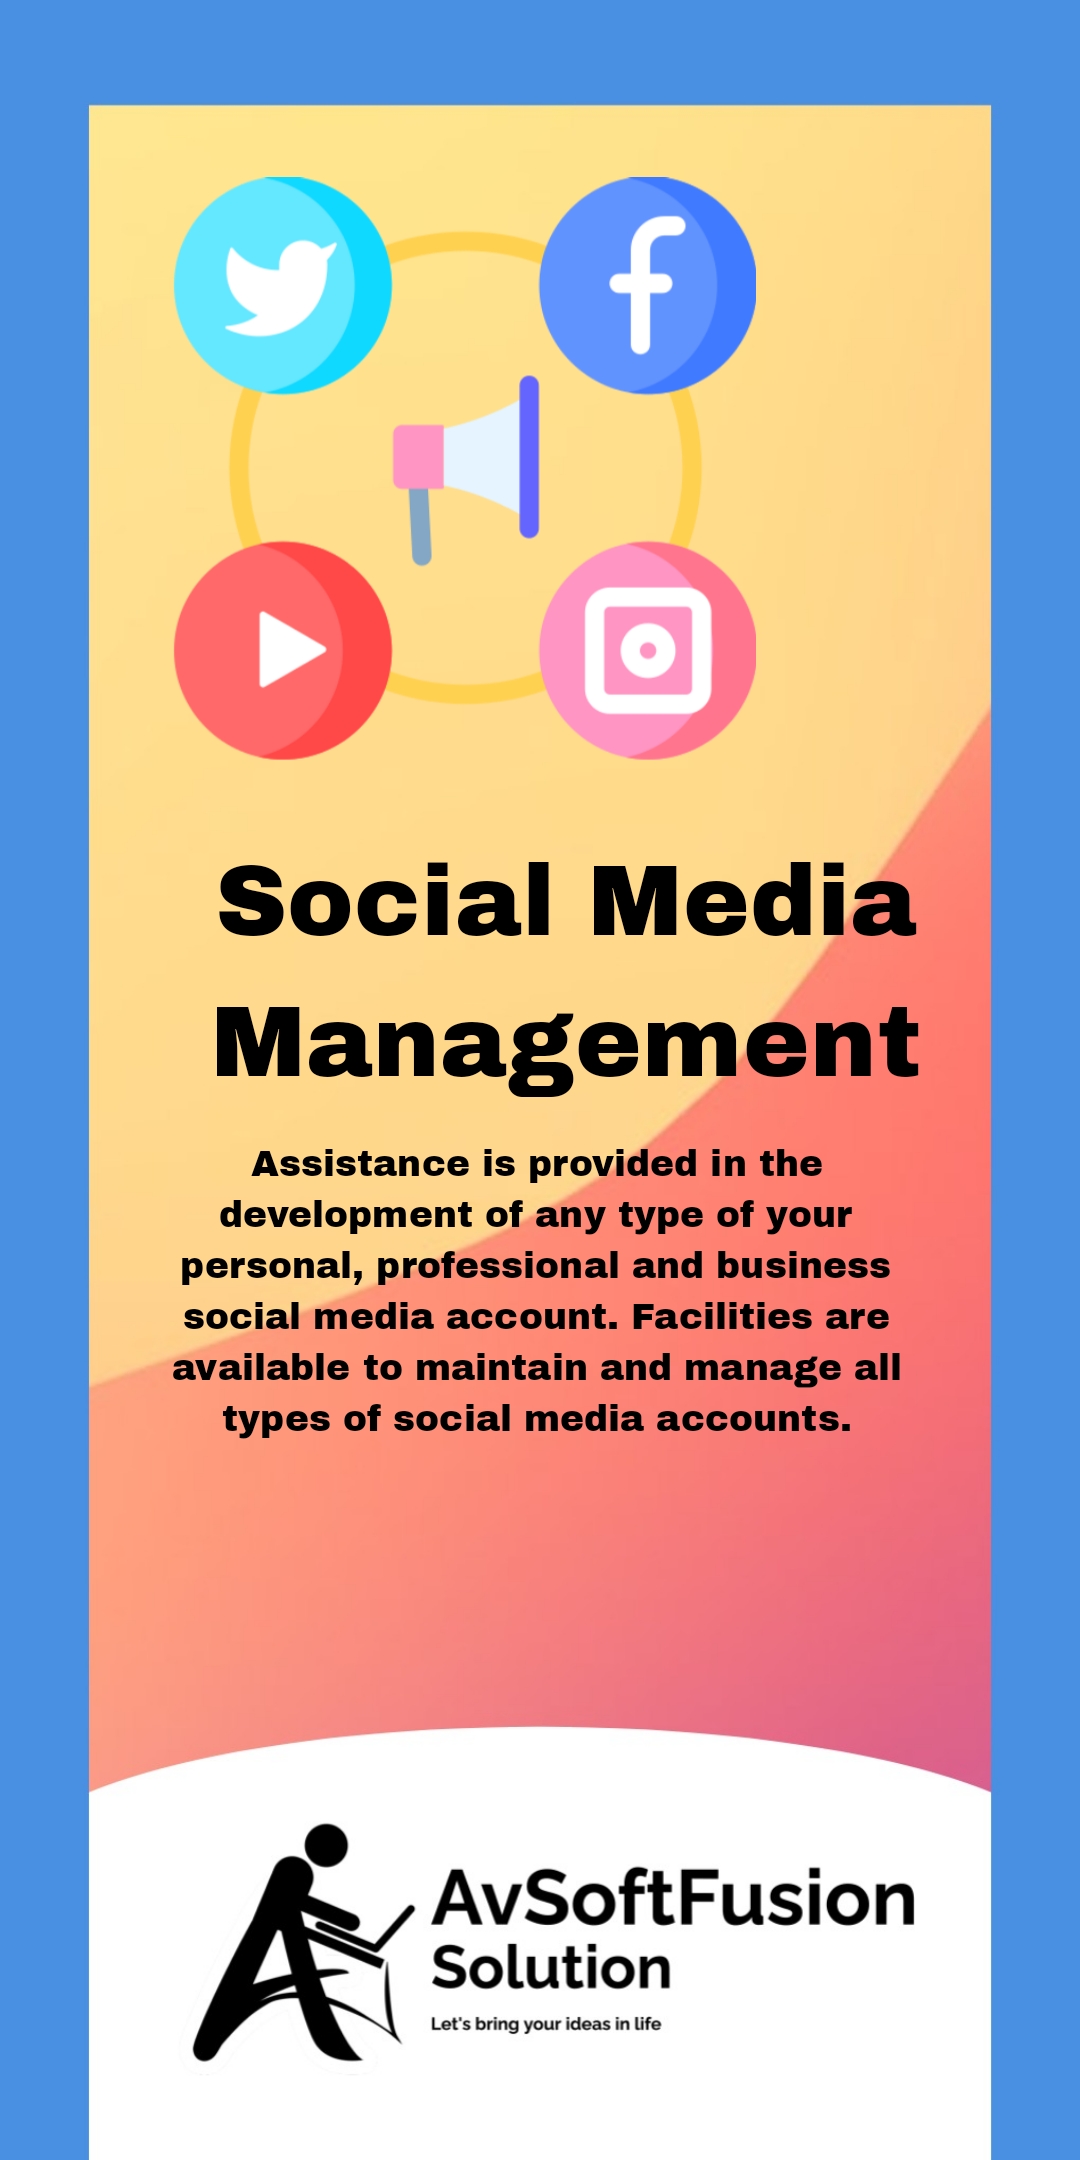 Social Media
Management
Assistance is provided in the
development of any type of your
personal, professional and business
social media account. Facilities are
available to maintain and manage all
types of social media accounts.
AvSoftFusion
Solution
Let's bring your ideas in life